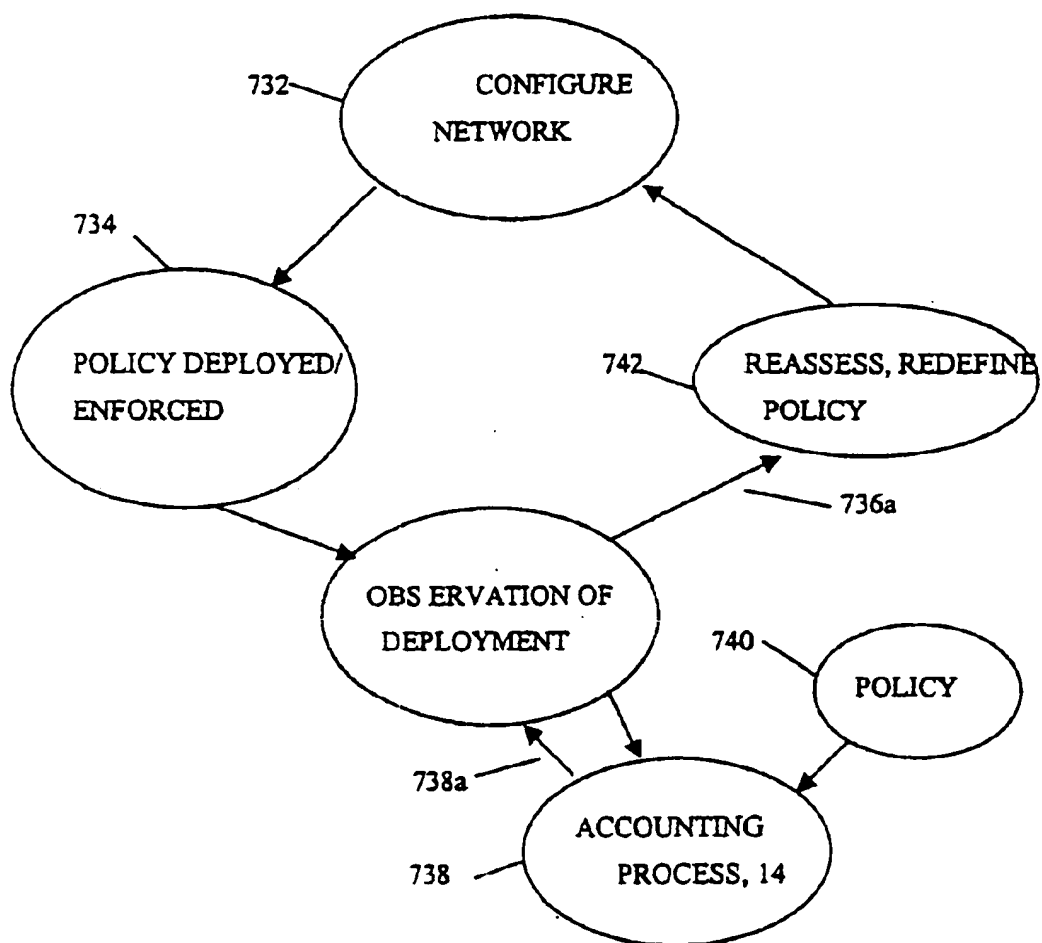 732
CONFIGURE
NETWORK
734
POLICY DEPLOYED/
ENFORCED
742
REASSESS, REDEFINE
POLICY
736a
OBS ERVATION OF
DEPLOYMENT
740
POLICY
738a
ACCOUNTING
PROCESS, 14
738